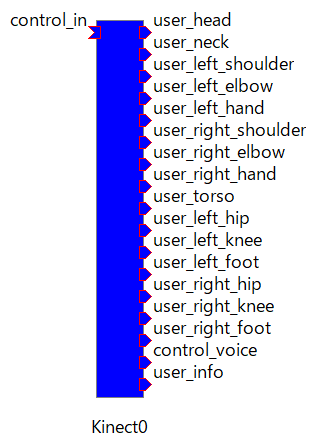 control_in
user_head
user_neck
user_left_shoulder
user_left_elbow
user_left_hand
user_right_shoulder
user_right_elbow
user_right_hand
user_torso
user_left_hip
user_left_knee
user_left_foot
user_right_hip
user_right_knee
user_right_foot
control_voice
user_info
Kinect0